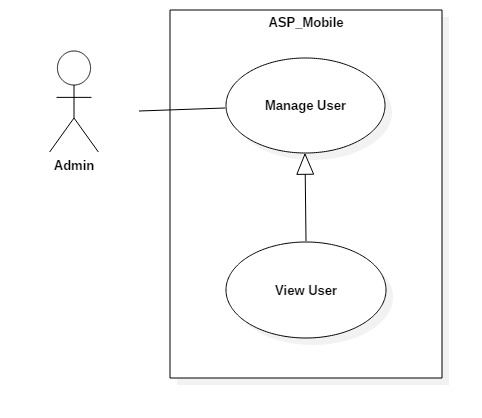 ASP_Mobile
Manage User
Admin
View User